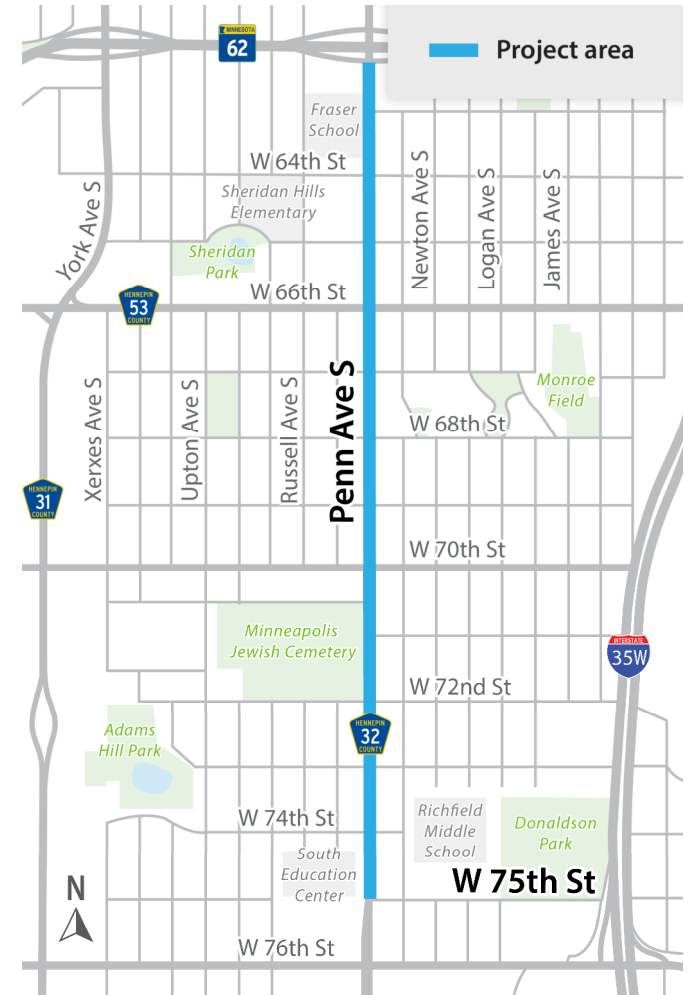 MINNESOTA
62
Project area
Fraser
School
W 64th St
Sheridan Hills
Elementary
York Ave S
Newton Ave S
Logan Ave S
James Ave S
Sheridan
Park
W 66th St
HENNEPIN
53
COUNTY
Monroe
Field
Xerxes Ave S
Upton Ave S
Russell Ave S
Penn Ave S
W 68th St
HENNEPIN
31
COUNTY
W 70th St
Minneapolis
Jewish Cemetery
INTERSTATE
35W
W 72nd St
HENNEPIN
32
COUNTY
Adams
Hill Park
W 74th St
Richfield
Middle
School
Donaldson
Park
South
Education
Center
W 75th St
N
W 76th St